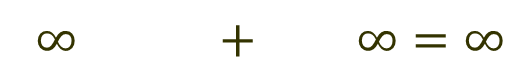 ∞ + ∞ = ∞